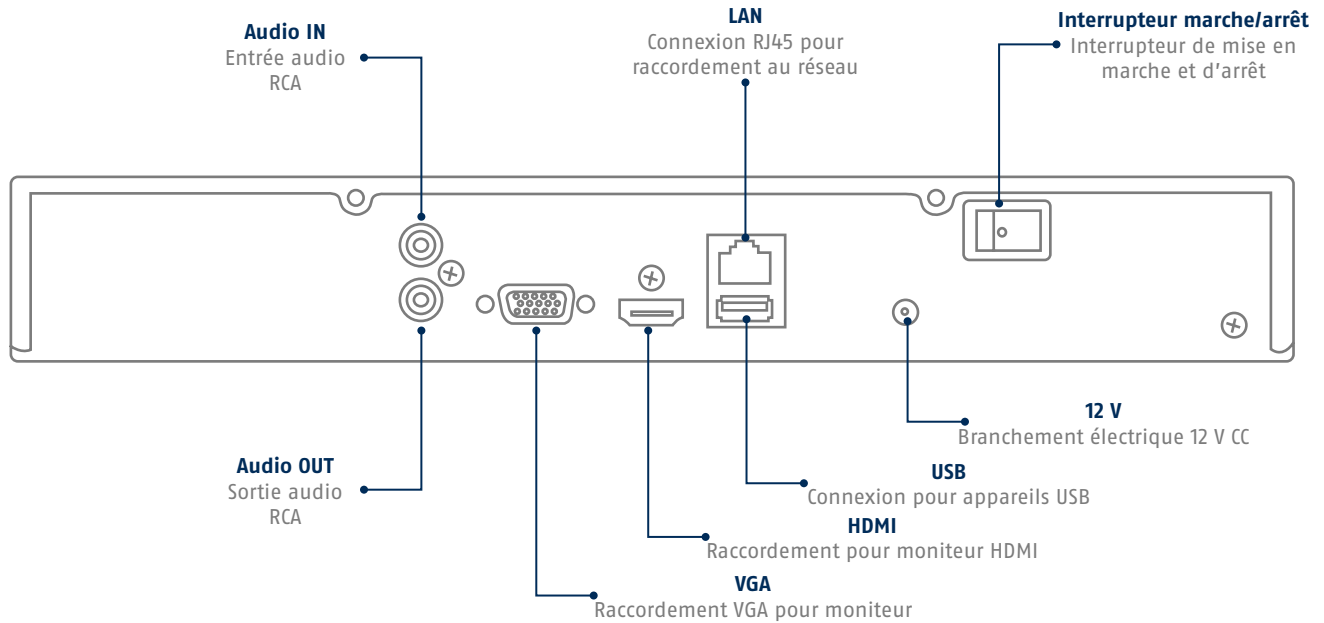 Audio IN
Entrée audio
RCA
LAN
Connexion RJ45 pour
raccordement au réseau
Interrupteur marche/arrêt
Interrupteur de mise en
marche et d'arrêt
12 V
Branchement électrique 12 V CC
Audio OUT
Sortie audio
RCA
USB
Connexion pour appareils USB
HDMI
Raccordement pour moniteur HDMI
VGA
Raccordement VGA pour moniteur